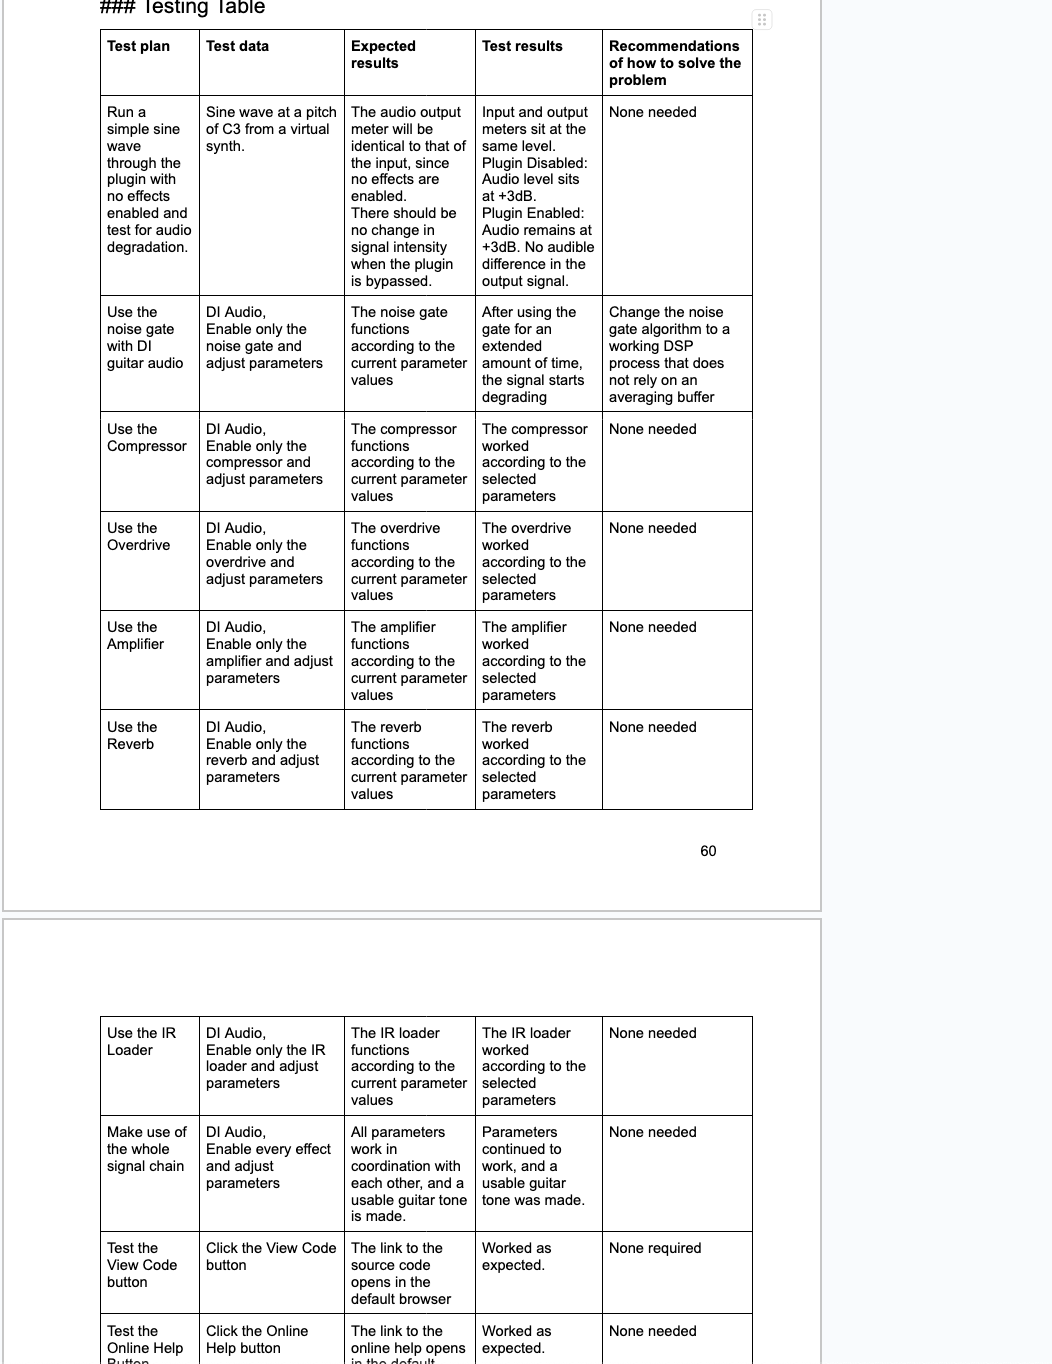 ### Testing Table
Test plan
Test data
Expected
results
Test results
Recommendations
of how to solve the
problem
Run a
simple sine
wave
through the
plugin with
no effects
enabled and
test for audio
degradation.
Sine wave at a pitch
of C3 from a virtual
synth.
The audio output
meter will be
identical to that of
the input, since
no effects are
enabled.
There should be
no change in
signal intensity
when the plugin
is bypassed.
Input and output
meters sit at the
same level.
Plugin Disabled:
Audio level sits
at +3dB.
Plugin Enabled:
Audio remains at
+3dB. No audible
difference in the
output signal.
None needed
Use the
noise gate
with DI
guitar audio
DI Audio,
Enable only the
noise gate and
adjust parameters
The noise gate
functions
according to the
current parameter
values
After using the
gate for an
extended
amount of time,
the signal starts
degrading
Change the noise
gate algorithm to a
working DSP
process that does
not rely on an
averaging buffer
Use the
Compressor
DI Audio,
Enable only the
compressor and
adjust parameters
The compressor
functions
according to the
current parameter
values
The compressor
worked
according to the
selected
parameters
None needed
Use the
Overdrive
DI Audio,
Enable only the
overdrive and
adjust parameters
The overdrive
functions
according to the
current parameter
values
The overdrive
worked
according to the
selected
parameters
None needed
Use the
Amplifier
DI Audio,
Enable only the
amplifier and adjust
parameters
The amplifier
functions
according to the
current parameter
values
The amplifier
worked
according to the
selected
parameters
None needed
Use the
Reverb
DI Audio,
Enable only the
reverb and adjust
parameters
The reverb
functions
according to the
current parameter
values
The reverb
worked
according to the
selected
parameters
None needed
60
Use the IR
Loader
DI Audio,
Enable only the IR
loader and adjust
parameters
The IR loader
functions
according to the
current parameter
values
The IR loader
worked
according to the
selected
parameters
None needed
Make use of
the whole
signal chain
DI Audio,
Enable every effect
and adjust
parameters
All parameters
work in
coordination with
each other, and a
usable guitar tone
is made.
Parameters
continued to
work, and a
usable guitar
tone was made.
None needed
Test the
View Code
button
Click the View Code
button
The link to the
source code
opens in the
default browser
Worked as
expected.
None required
Test the
Online Help
Button
Click the Online
Help button
The link to the
online help opens
in the default
Worked as
expected.
None needed